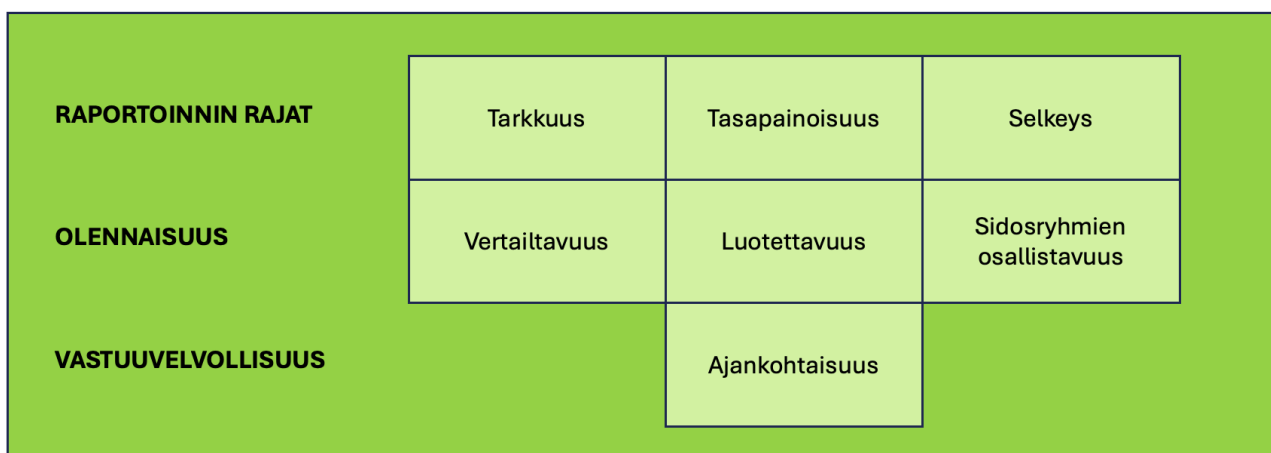 RAPORTOINNIN RAJAT
Tarkkuus
Tasapainoisuus
Selkeys
OLENNAISUUS
Vertailtavuus
Luotettavuus
Sidosryhmien
osallistavuus
VASTUUVELVOLLISUUS
Ajankohtaisuus